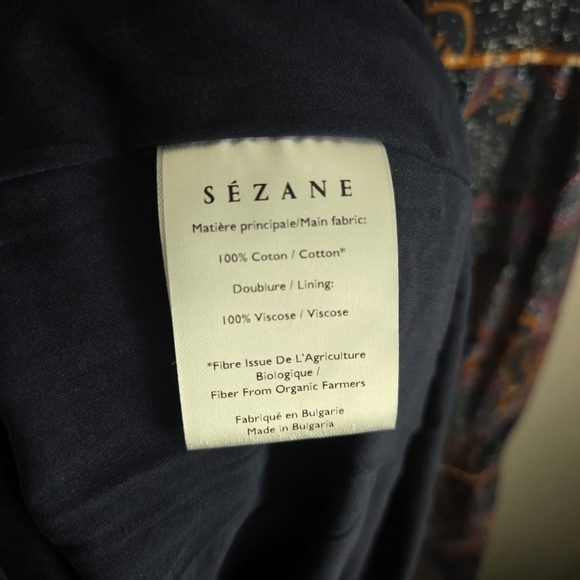 SÉZANE
Matière principale/Main fabric:
100% Coton / Cotton*
Doublure / Lining:
100% Viscose / Viscose
*Fibre Issue De L'Agriculture
Biologique /
Fiber From Organic Farmers
Fabriqué en Bulgarie
Made in Bulgaria